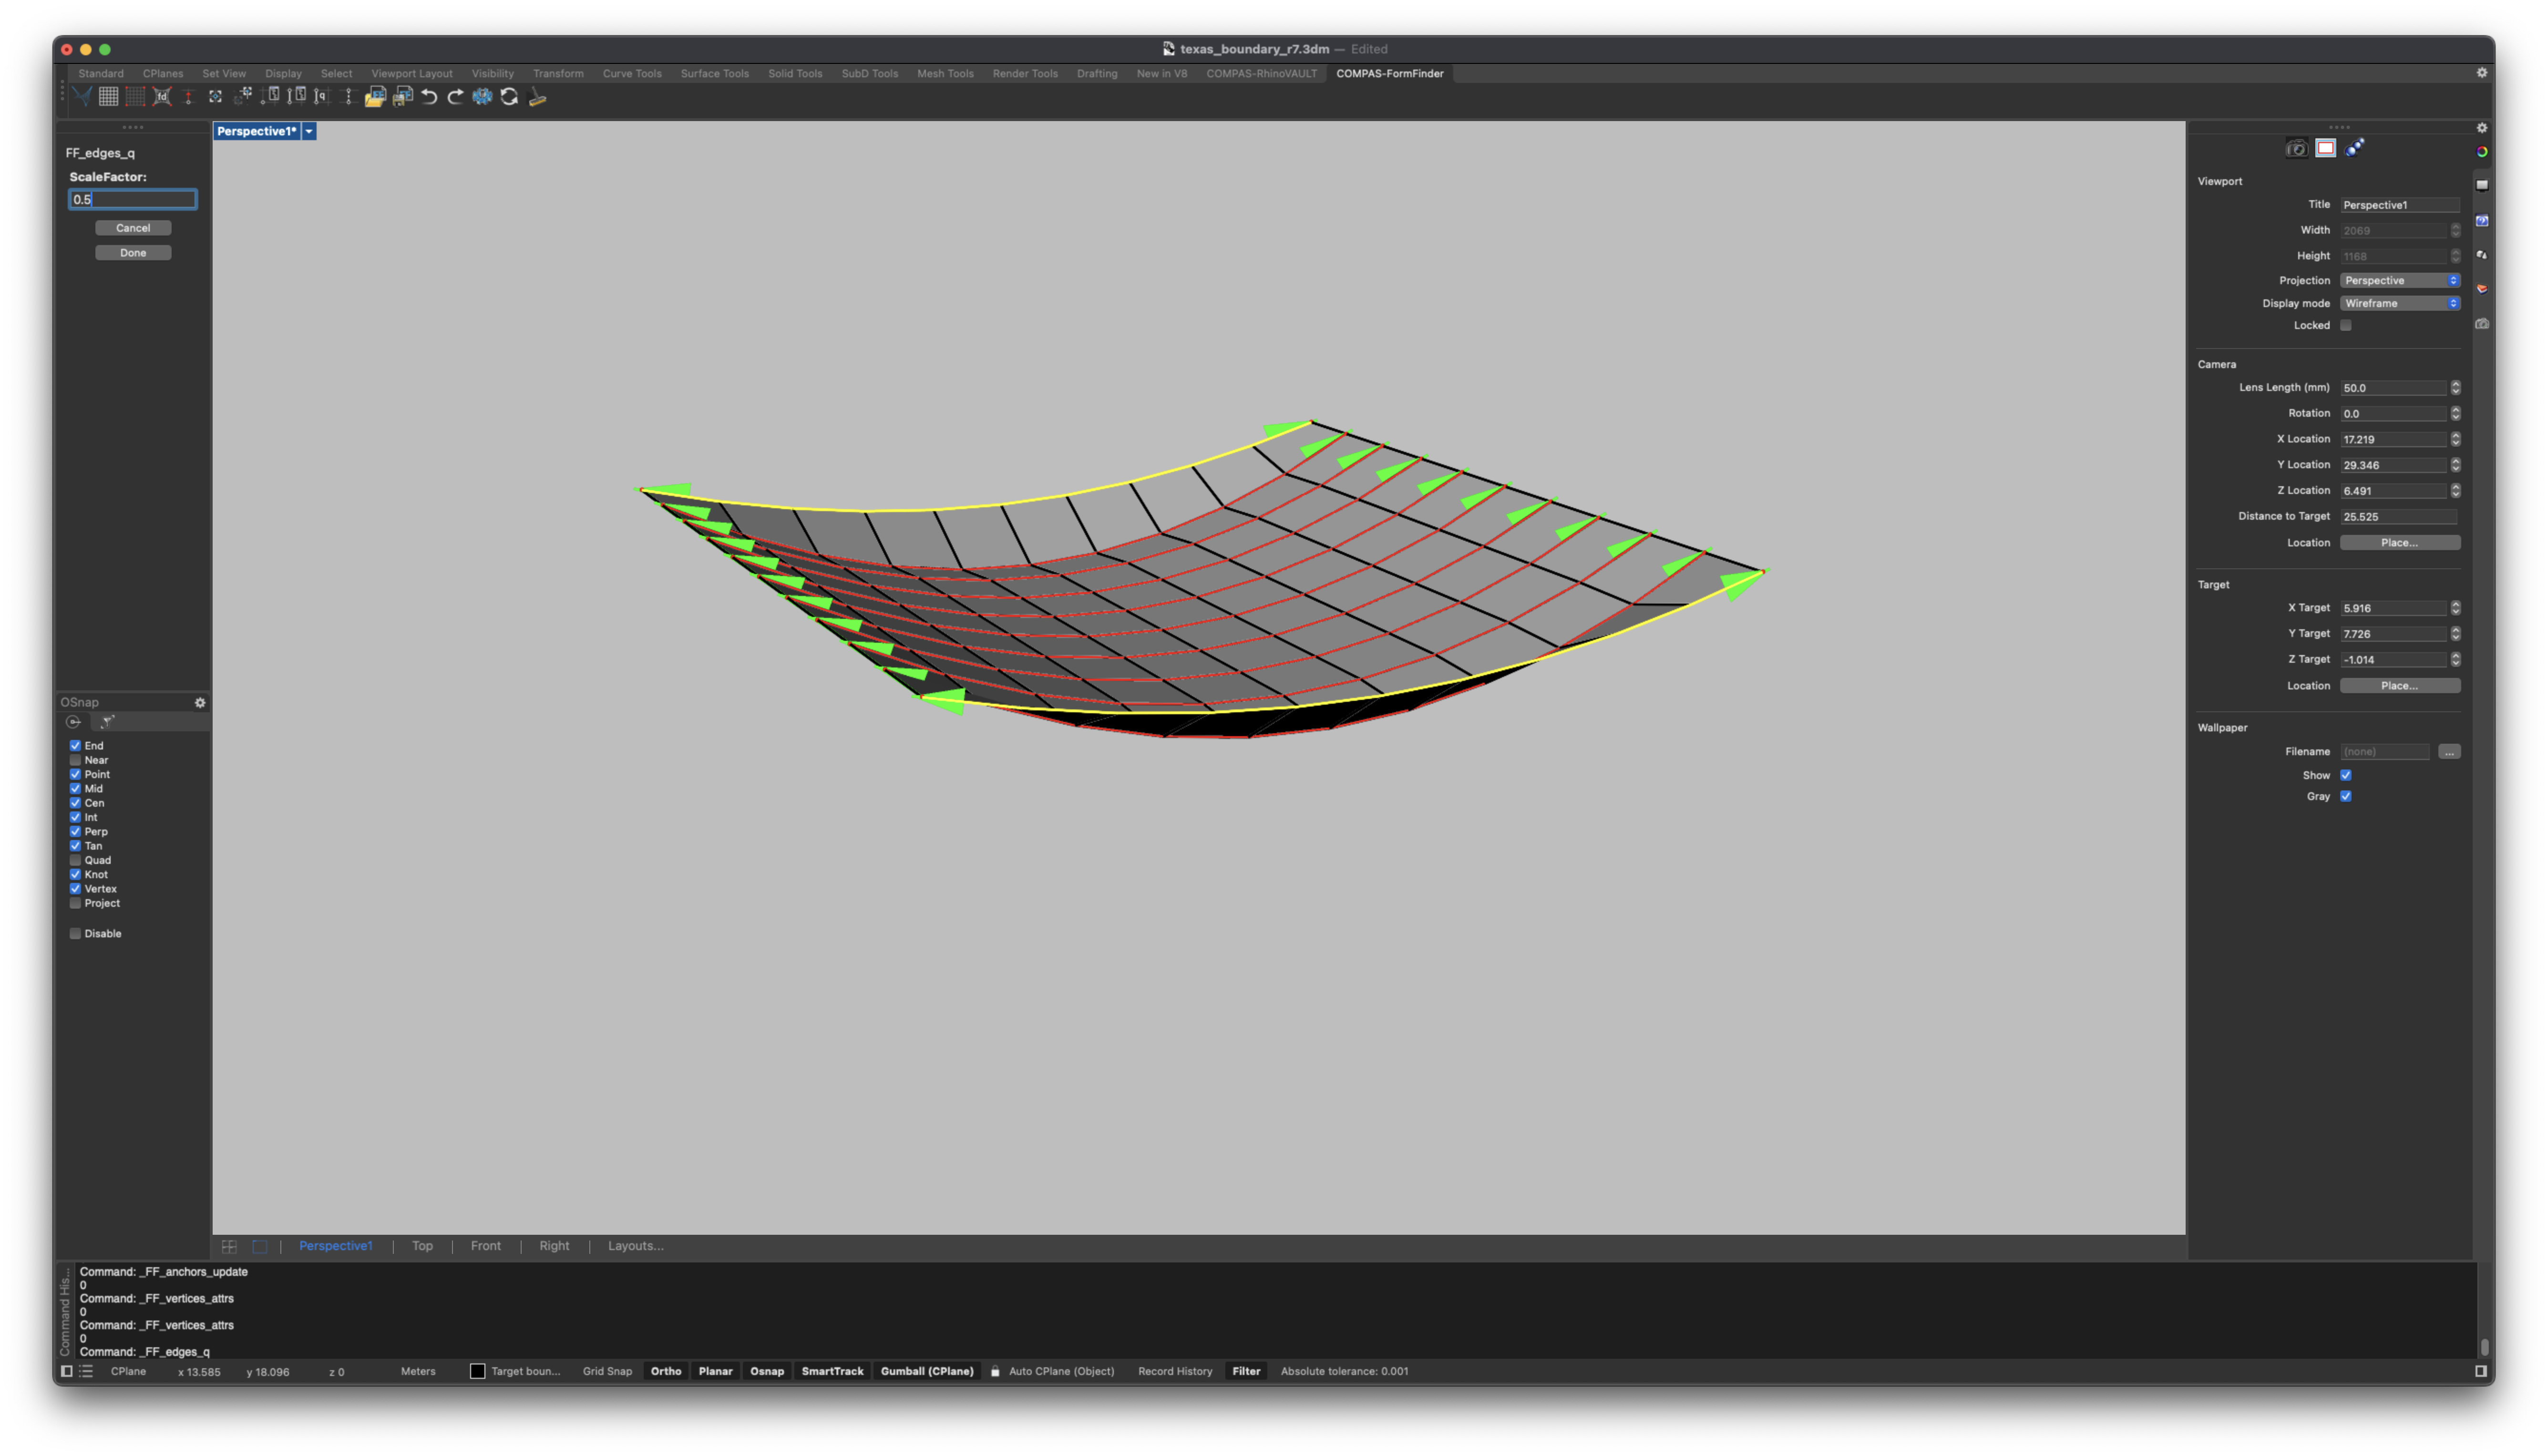 texas_boundary_r7.3dm — Edited
Standard CPlanes Set View Display Select Viewport Layout Visibility Transform Curve Tools Surface Tools Solid Tools SubD Tools Mesh Tools Render Tools Drafting New in V8 COMPAS-RhinoVAULT COMPAS-FormFinder
fd
q
FF_edges_q
ScaleFactor:
0.5
Cancel
Done
Perspective1*
Viewport
Title Perspective1
Width 2069
Height 1168
Projection Perspective
Display mode Wireframe
Locked
Camera
Lens Length (mm) 50.0
Rotation 0.0
X Location 17.219
Y Location 29.346
Z Location 6.491
Distance to Target 25.525
Location Place...
Target
X Target 5.916
Y Target 7.726
Z Target -1.014
Location Place...
Wallpaper
Filename (none) ...
Show
Gray
OSnap
End
Near
Point
Mid
Cen
Int
Perp
Tan
Quad
Knot
Vertex
Project
Disable
Perspective1 | Top | Front | Right | Layouts...
Command His...
Command: _FF_anchors_update
0
Command: _FF_vertices_attrs
0
Command: _FF_vertices_attrs
0
Command: _FF_edges_q
CPlane x 13.585 y 18.096 z 0 Meters Target boun... Grid Snap Ortho Planar Osnap SmartTrack Gumball (CPlane) Auto CPlane (Object) Record History Filter Absolute tolerance: 0.001